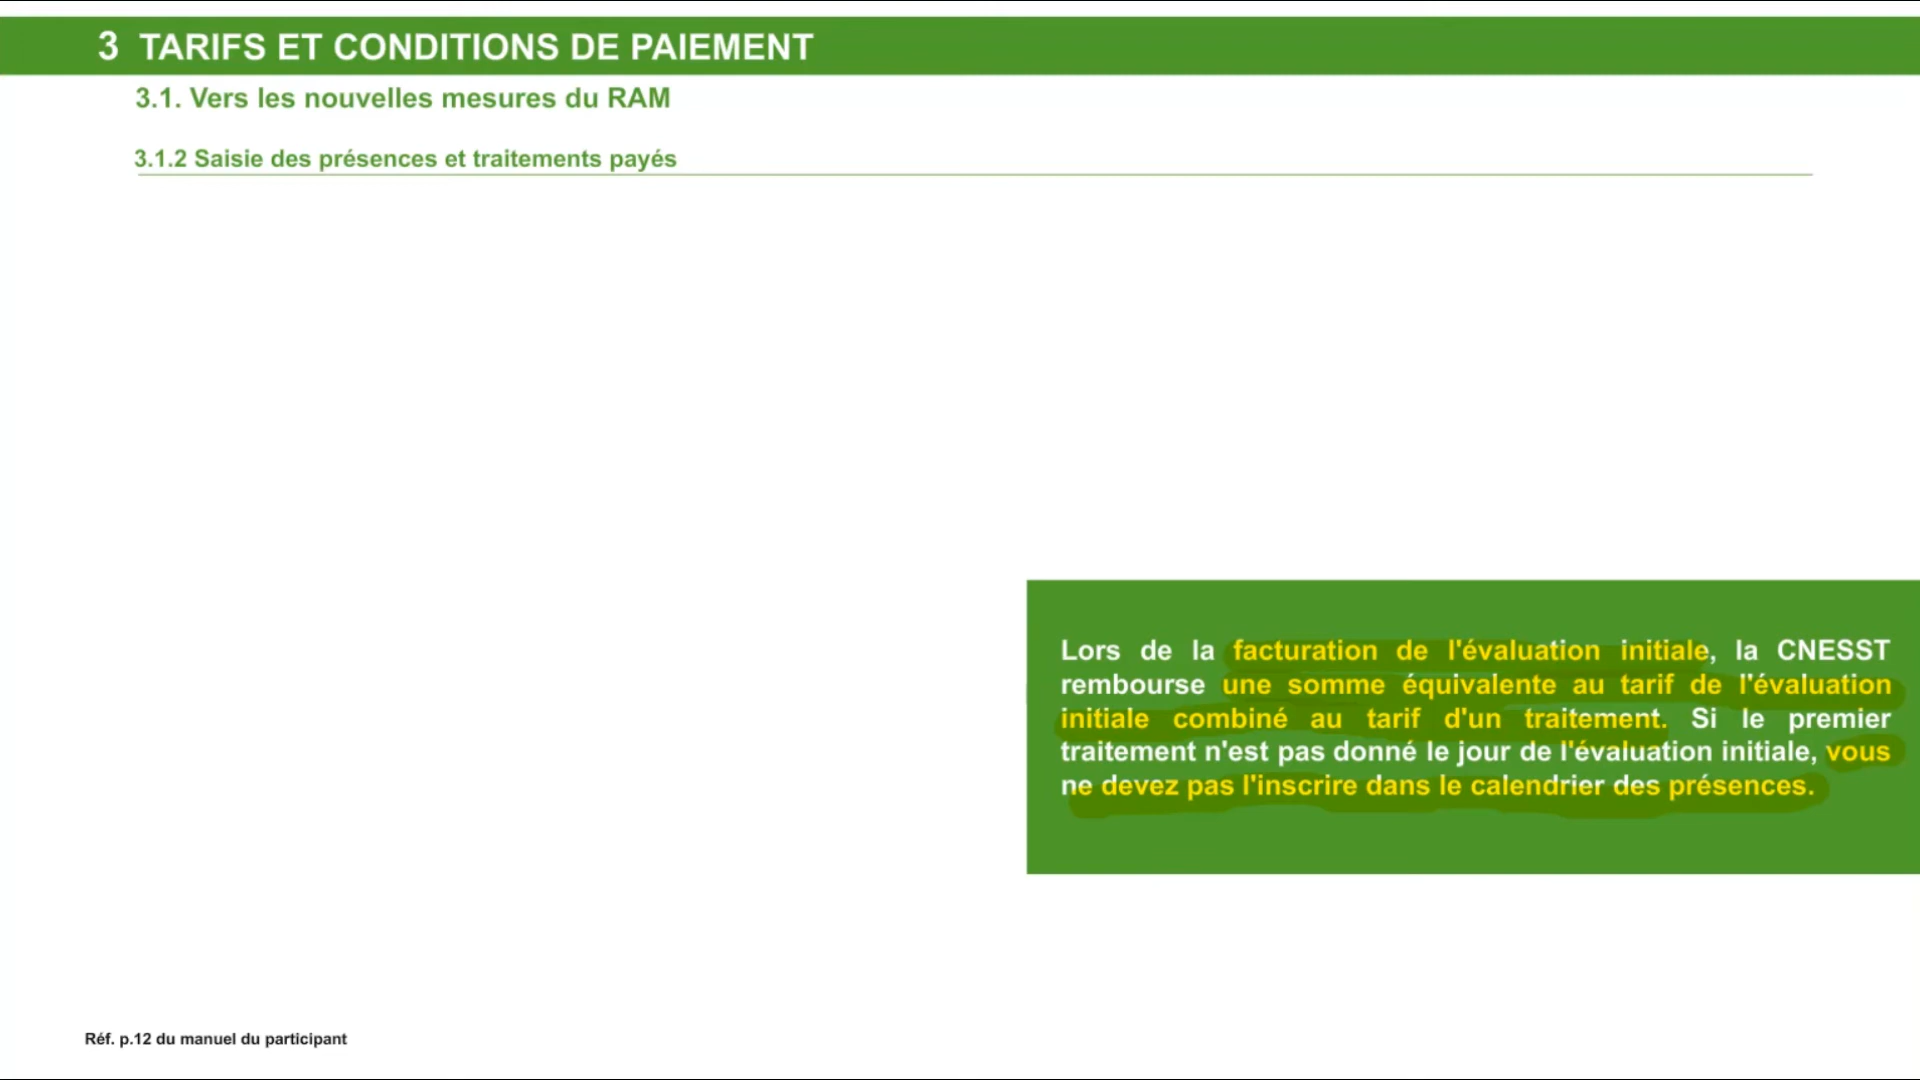 3 TARIFS ET CONDITIONS DE PAIEMENT
3.1. Vers les nouvelles mesures du RAM
3.1.2 Saisie des présences et traitements payés
Lors de la facturation de l'évaluation initiale, la CNESST
rembourse une somme équivalente au tarif de l'évaluation
initiale combiné au tarif d'un traitement. Si le premier
traitement n'est pas donné le jour de l'évaluation initiale, vous
ne devez pas l'inscrire dans le calendrier des présences.
Réf. p.12 du manuel du participant